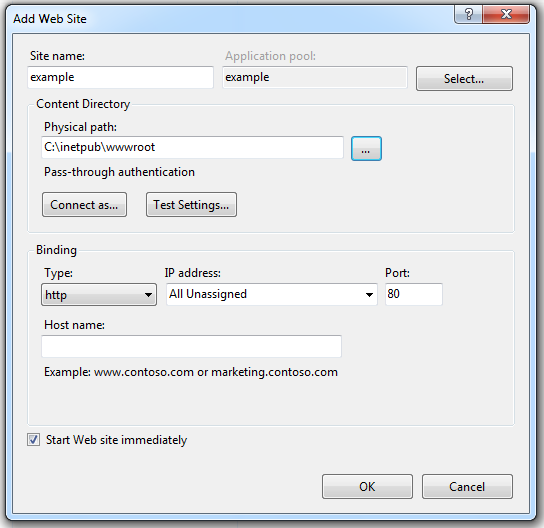 Add Web Site
Site name:
Application pool:
example
example
Select...
Content Directory
Physical path:
C:\inetpub\wwwroot
...
Pass-through authentication
Connect as...
Test Settings...
Binding
Type:
IP address:
Port:
http
All Unassigned
80
Host name:
Example: www.contoso.com or marketing.contoso.com
Start Web site immediately
OK
Cancel